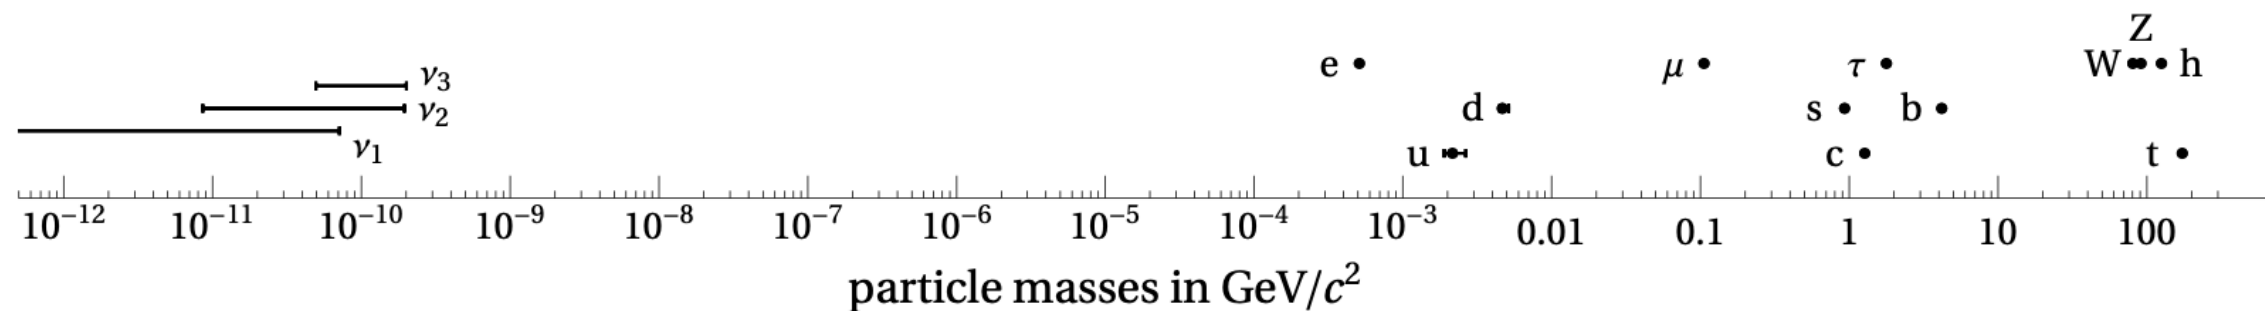 Z
e μ τ W h
ν₃
ν₂ d s b
ν₁ u c t
10⁻¹² 10⁻¹¹ 10⁻¹⁰ 10⁻⁹ 10⁻⁸ 10⁻⁷ 10⁻⁶ 10⁻⁵ 10⁻⁴ 10⁻³ 0.01 0.1 1 10 100
particle masses in GeV/c²